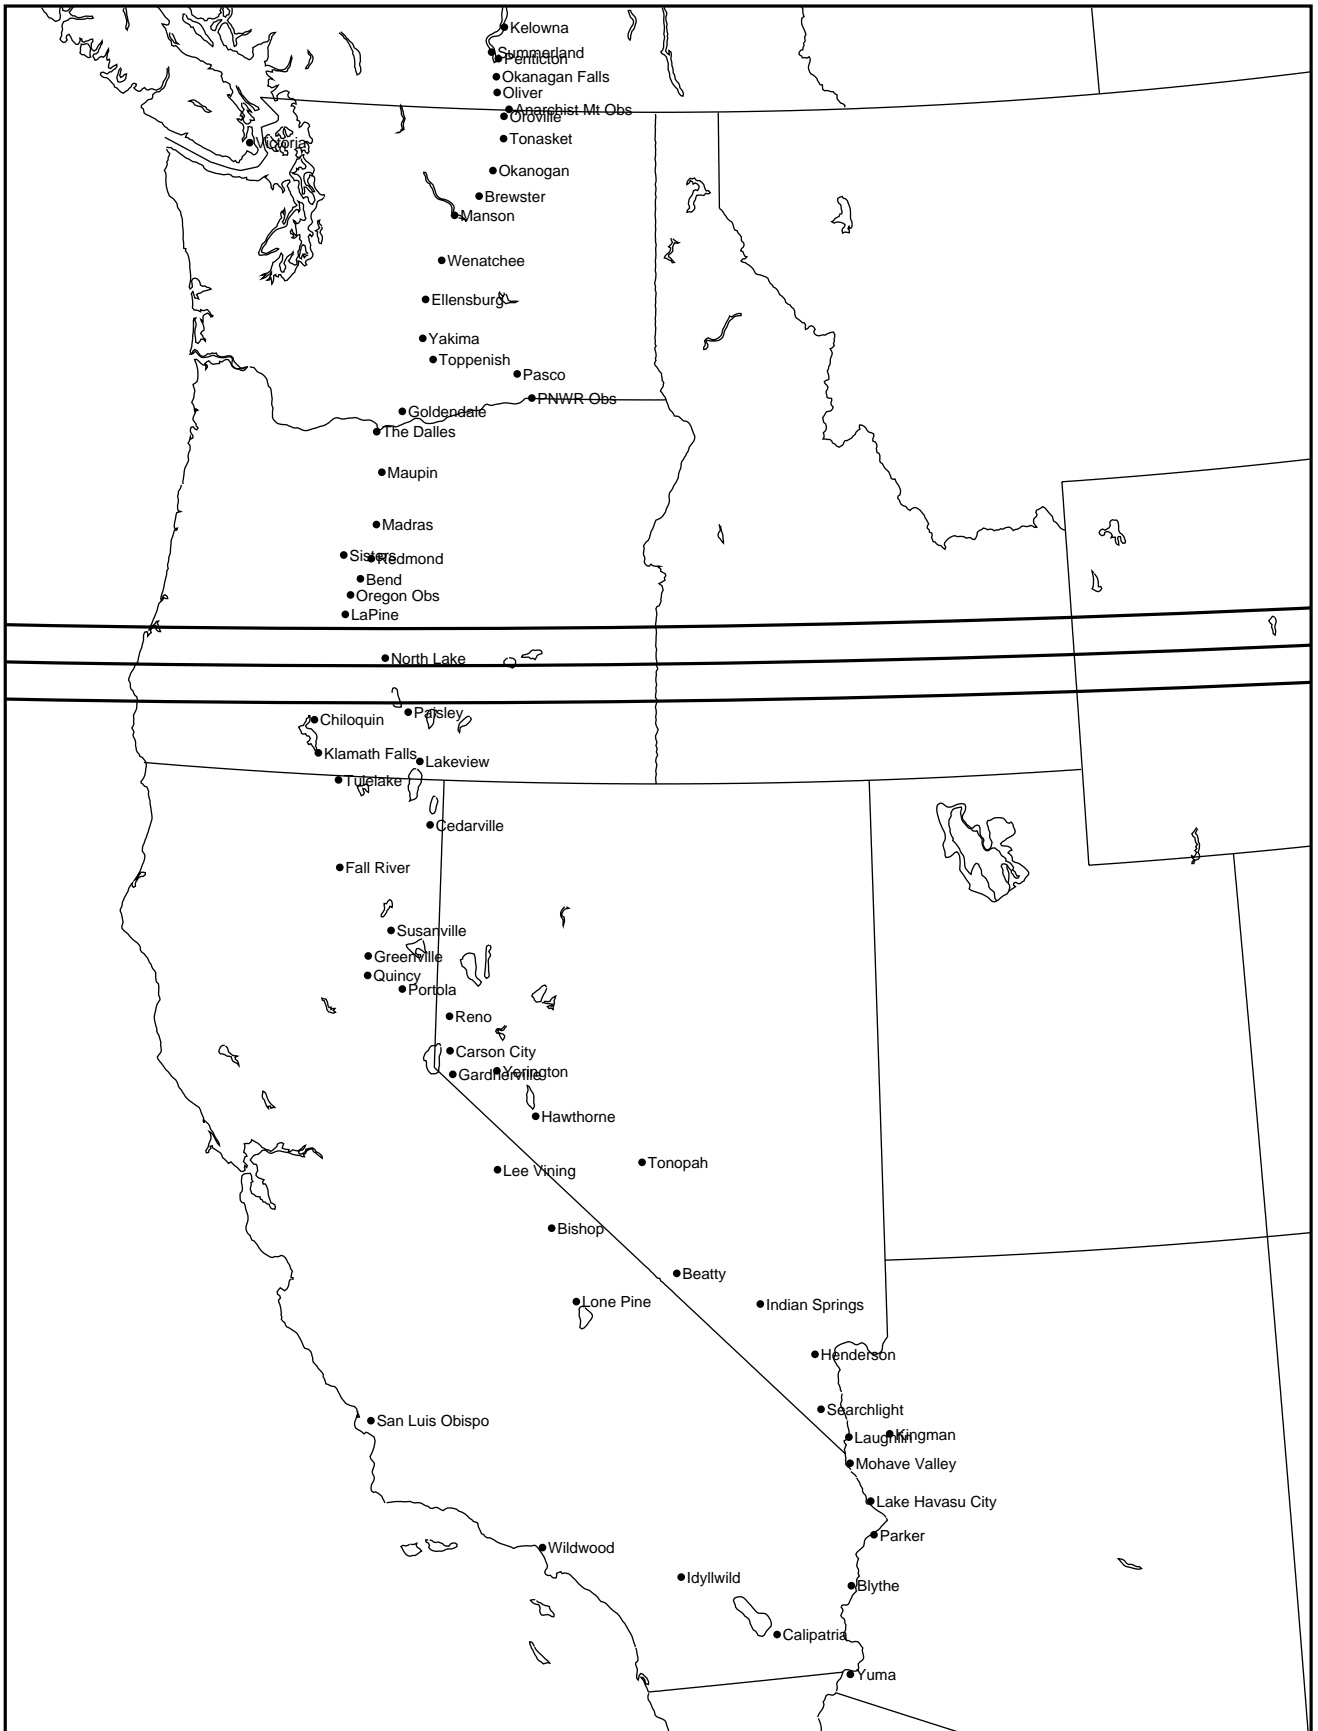 Kelowna
Summerland
Penticton
Okanagan Falls
Oliver
Anarchist Mt Obs
Oroville
Tonasket
Victoria
Okanogan
Brewster
Manson
Wenatchee
Ellensburg
Yakima
Toppenish
Pasco
PNWR Obs
Goldendale
The Dalles
Maupin
Madras
Sisters
Redmond
Bend
Oregon Obs
LaPine
North Lake
Paisley
Chiloquin
Klamath Falls
Lakeview
Tulelake
Cedarville
Fall River
Susanville
Greenville
Quincy
Portola
Reno
Carson City
Yerington
Gardnerville
Hawthorne
Tonopah
Lee Vining
Bishop
Beatty
Lone Pine
Indian Springs
Henderson
Searchlight
San Luis Obispo
Kingman
Laughlin
Mohave Valley
Lake Havasu City
Parker
Wildwood
Idyllwild
Blythe
Calipatria
Yuma